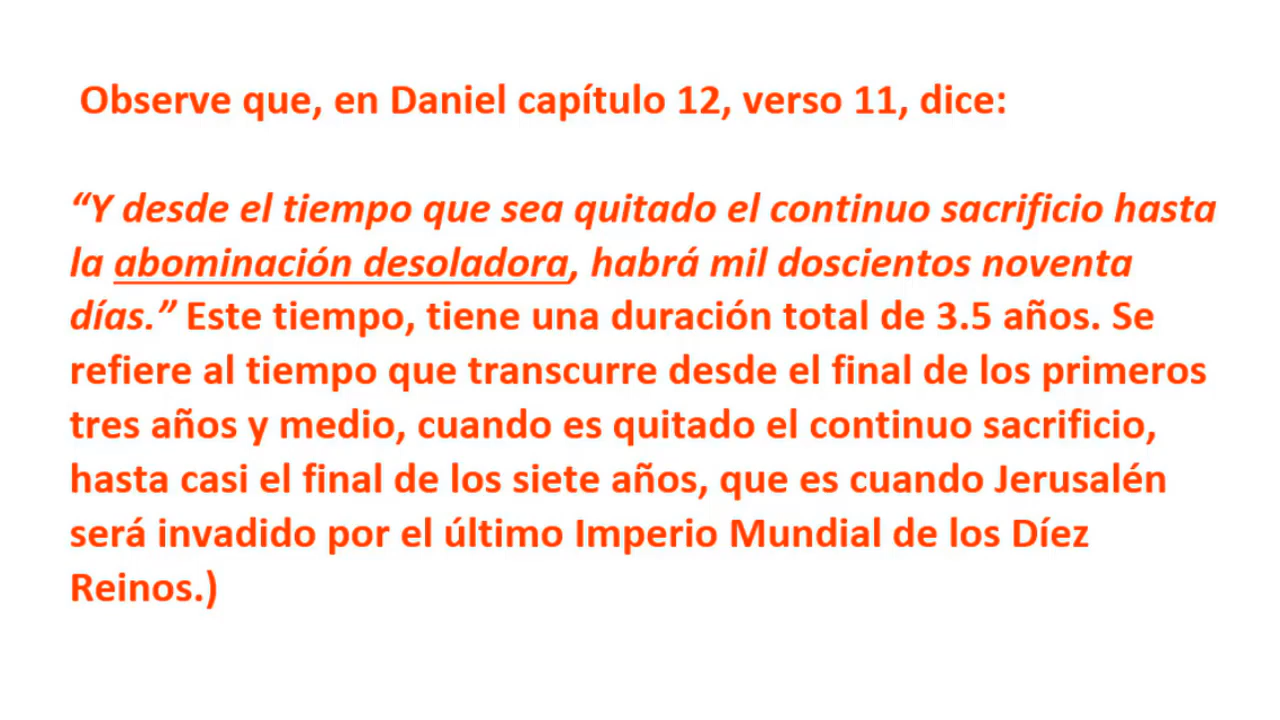 Observe que, en Daniel capítulo 12, verso 11, dice:
“Y desde el tiempo que sea quitado el continuo sacrificio hasta
la abominación desoladora, habrá mil doscientos noventa
días.” Este tiempo, tiene una duración total de 3.5 años. Se
refiere al tiempo que transcurre desde el final de los primeros
tres años y medio, cuando es quitado el continuo sacrificio,
hasta casi el final de los siete años, que es cuando Jerusalén
será invadido por el último Imperio Mundial de los Díez
Reinos.)